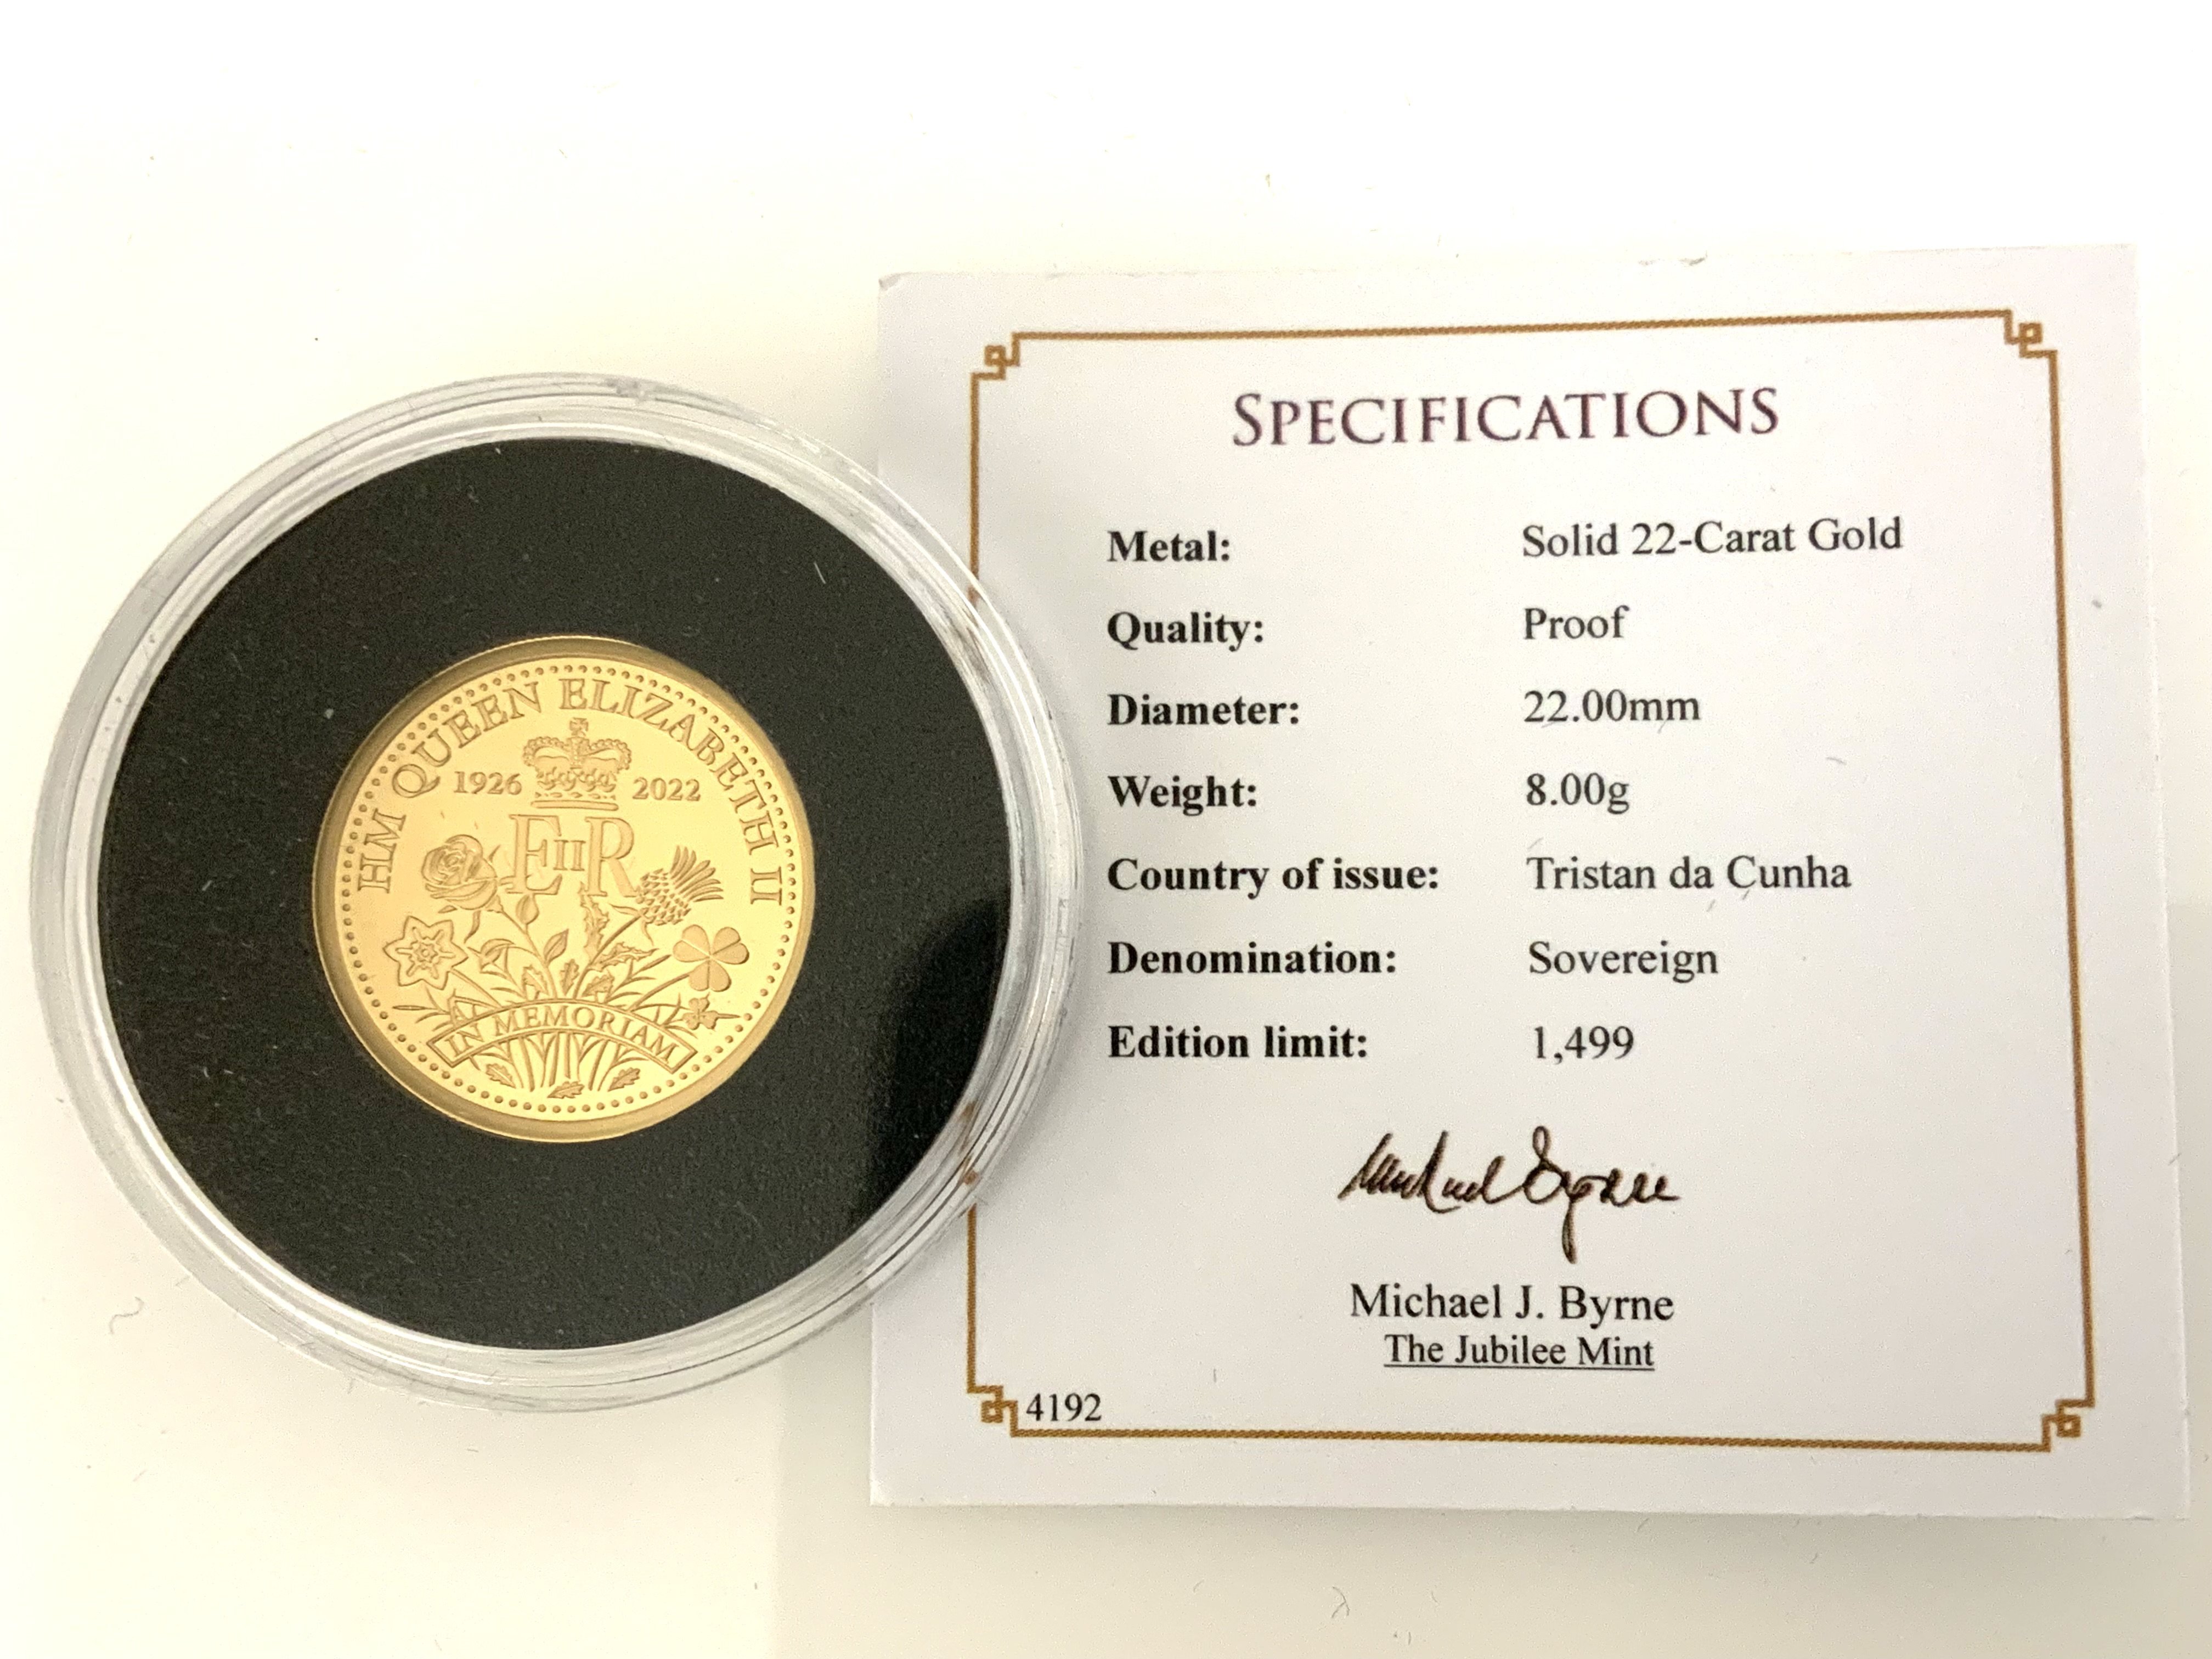 HM QUEEN ELIZABETH II
1926 2022
EIIR
IN MEMORIAM
SPECIFICATIONS
Metal: Solid 22-Carat Gold
Quality: Proof
Diameter: 22.00mm
Weight: 8.00g
Country of issue: Tristan da Cunha
Denomination: Sovereign
Edition limit: 1,499
Michael Byrne
Michael J. Byrne
The Jubilee Mint
4192